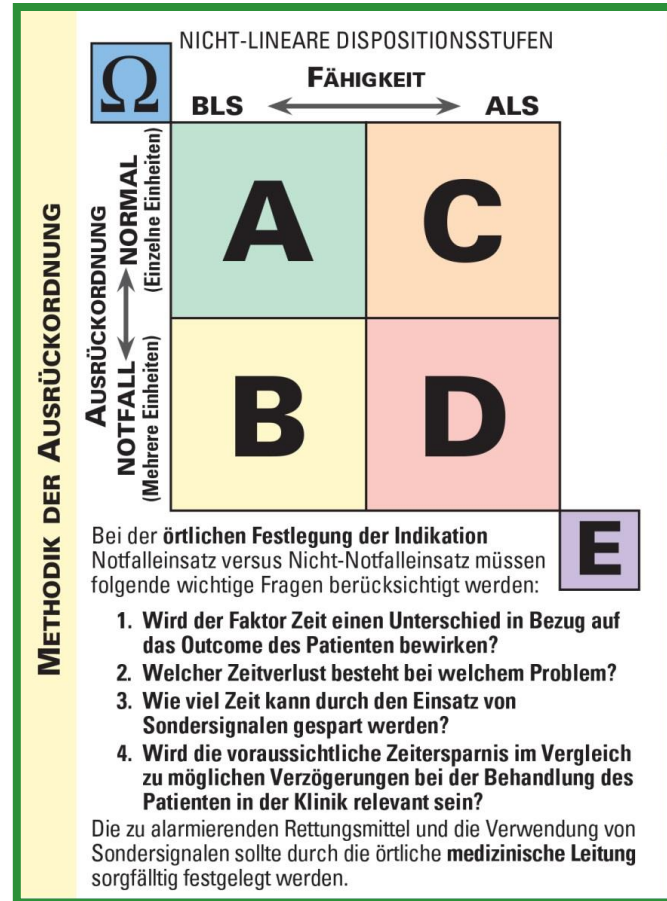 METHODIK DER AUSRÜCKORDNUNG
NICHT-LINEARE DISPOSITIONSSTUFEN
Ω
FÄHIGKEIT
BLS
ALS
AUSRÜCKORDNUNG
NORMAL
(Einzelne Einheiten)
NOTFALL
(Mehrere Einheiten)
A
C
B
D
E
Bei der örtlichen Festlegung der Indikation
Notfalleinsatz versus Nicht-Notfalleinsatz müssen
folgende wichtige Fragen berücksichtigt werden:
1. Wird der Faktor Zeit einen Unterschied in Bezug auf
das Outcome des Patienten bewirken?
2. Welcher Zeitverlust besteht bei welchem Problem?
3. Wie viel Zeit kann durch den Einsatz von
Sondersignalen gespart werden?
4. Wird die voraussichtliche Zeitersparnis im Vergleich
zu möglichen Verzögerungen bei der Behandlung des
Patienten in der Klinik relevant sein?
Die zu alarmierenden Rettungsmittel und die Verwendung von
Sondersignalen sollte durch die örtliche medizinische Leitung
sorgfälltig festgelegt werden.